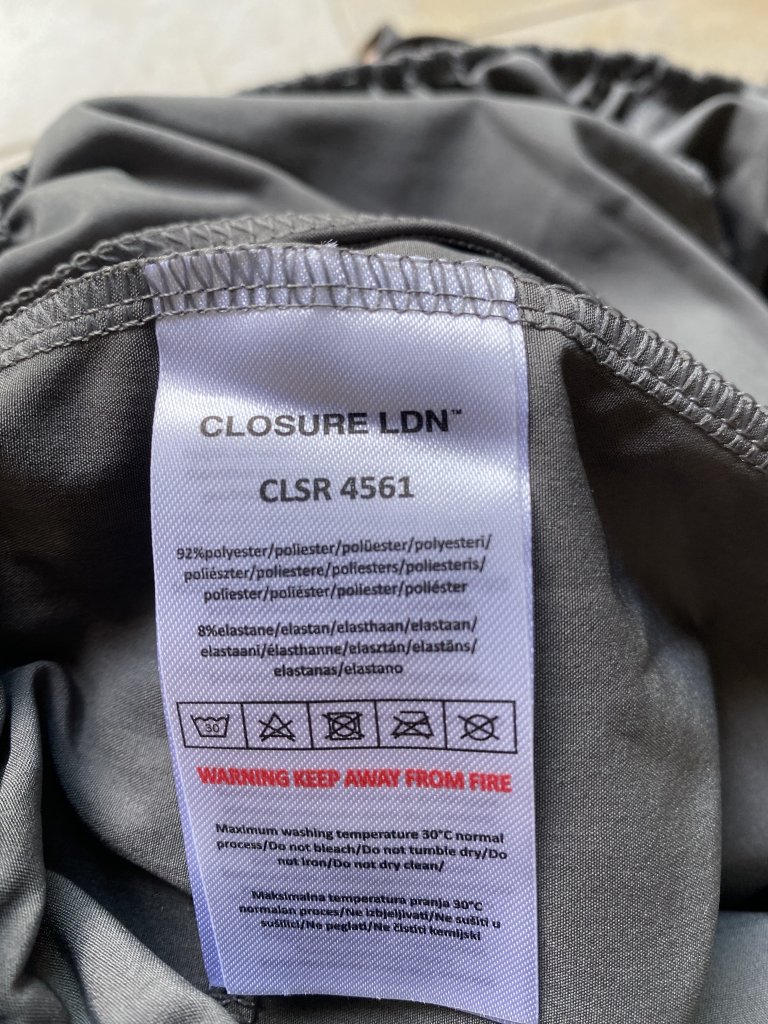 CLOSURE LDN™
CLSR 4561
92%polyester/poliester/polüester/polyesteri/
poliészter/poliestere/poliesters/poliesteris/
poliester/poliéster/poliester/poliéster
8%elastane/elastan/elasthaan/elastaan/
elastaani/élasthanne/elasztán/elastāns/
elastanas/elastano
30
WARNING KEEP AWAY FROM FIRE
Maximum washing temperature 30°C normal
process/Do not bleach/Do not tumble dry/Do
not iron/Do not dry clean/
Maksimalna temperatura pranja 30°C
normalan proces/Ne izbjeljivati/Ne sušiti u
sušilici/Ne peglati/Ne čistiti kemijski